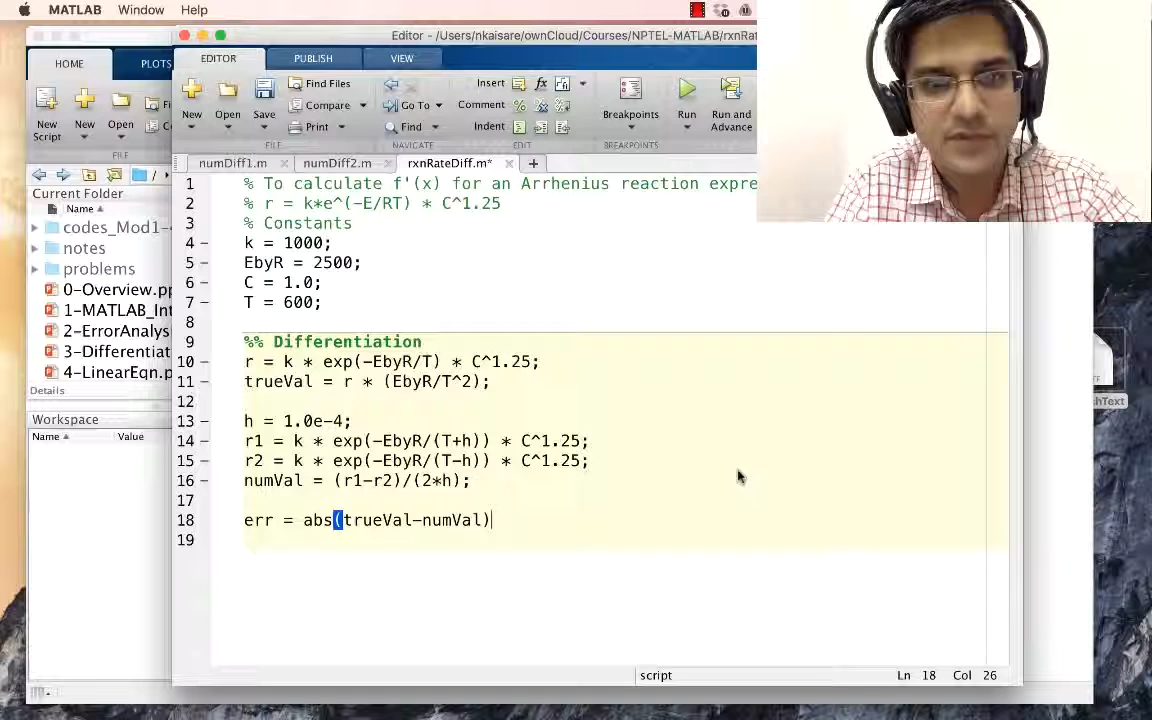 MATLAB Window Help
Editor - /Users/nkaisare/ownCloud/Courses/NPTEL-MATLAB/rxnRat
HOME PLOTS EDITOR PUBLISH VIEW
New Script New Open
New Open Save Find Files Compare Print
Go To Find
Insert Comment Indent
Breakpoints Run Run and Advance
FILE
FILE NAVIGATE EDIT BREAKPOINTS
numDiff1.m numDiff2.m rxnRateDiff.m*
Current Folder
Name
codes_Mod1-
notes
problems
0-Overview.pp
1-MATLAB_Int
2-ErrorAnalys
3-Differentiat
4-LinearEqn.p
Details
Workspace
Name Value
1 % To calculate f'(x) for an Arrhenius reaction expre
2 % r = k*e^(-E/RT) * C^1.25
3 % Constants
4 k = 1000;
5 EbyR = 2500;
6 C = 1.0;
7 T = 600;
8
9 %% Differentiation
10 r = k * exp(-EbyR/T) * C^1.25;
11 trueVal = r * (EbyR/T^2);
12
13 h = 1.0e-4;
14 r1 = k * exp(-EbyR/(T+h)) * C^1.25;
15 r2 = k * exp(-EbyR/(T-h)) * C^1.25;
16 numVal = (r1-r2)/(2*h);
17
18 err = abs(trueVal-numVal)
19
script Ln 18 Col 26
hText